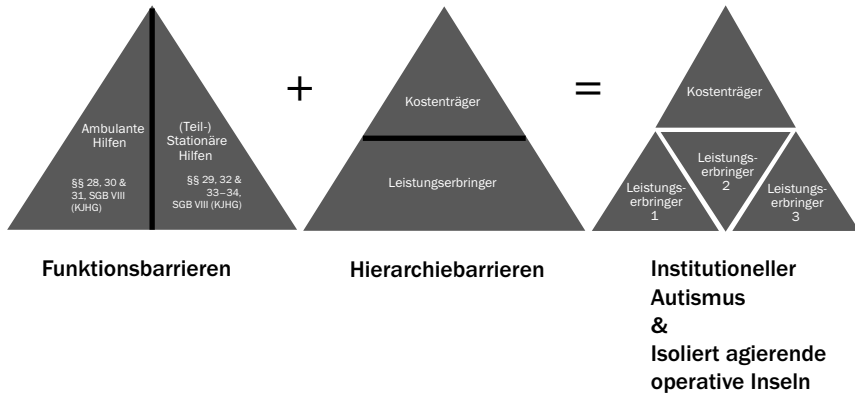 Ambulante
Hilfen
§§ 28, 30 &
31, SGB VIII
(KJHG)
(Teil-)
Stationäre
Hilfen
§§ 29, 32 &
33–34,
SGB VIII (KJHG)
Funktionsbarrieren
+
Kostenträger
Leistungserbringer
Hierarchiebarrieren
=
Kostenträger
Leistungs-
erbringer
1
Leistungs-
erbringer
2
Leistungs-
erbringer
3
Institutioneller
Autismus
&
Isoliert agierende
operative Inseln